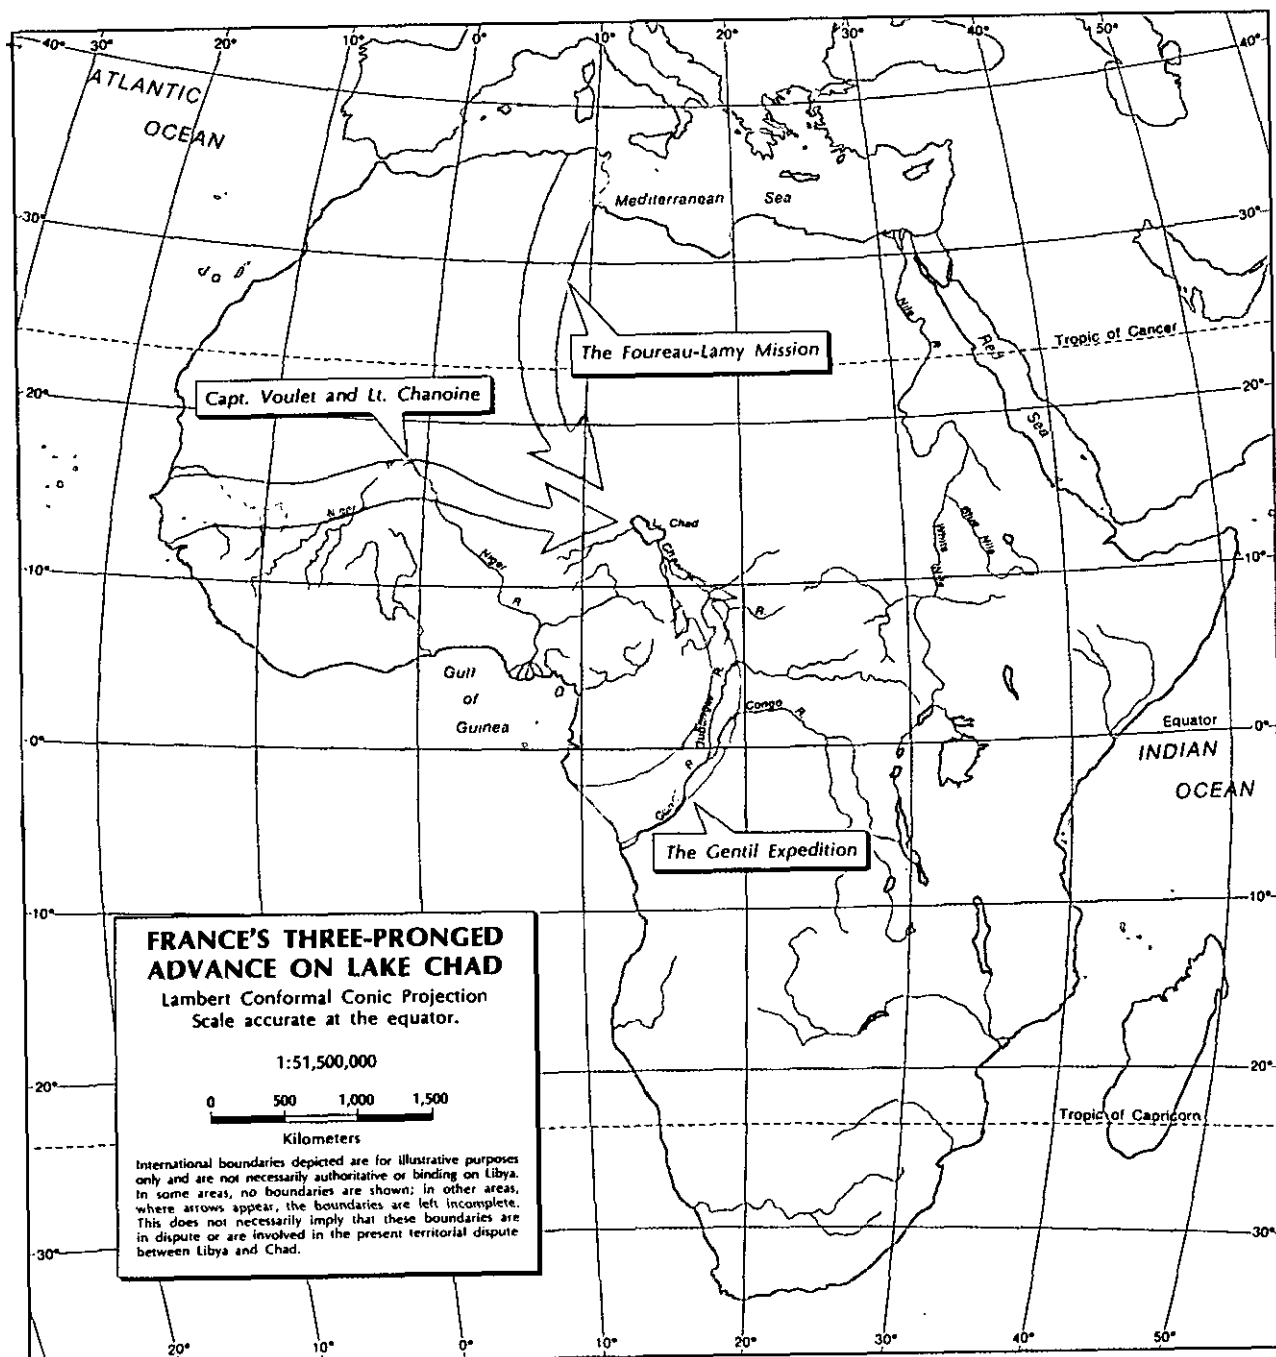 40° 30° 20° 10° 0° 10° 20° 30° 40° 50° 40°
ATLANTIC
OCEAN
Mediterranean Sea
30° 30°
Nile
R
Red
Sea
Tropic of Cancer
The Foureau-Lamy Mission
Capt. Voulet and Lt. Chanoine
20° 20°
L. Chad
Niger
R
White
Nile
Blue
Nile
10° 10°
R
Gulf
of
Guinea
Oubangui R
Congo R
R
Equator
0° 0°
INDIAN
OCEAN
The Gentil Expedition
10° 10°
FRANCE'S THREE-PRONGED
ADVANCE ON LAKE CHAD
Lambert Conformal Conic Projection
Scale accurate at the equator.
1:51,500,000
0 500 1,000 1,500
Kilometers
International boundaries depicted are for illustrative purposes
only and are not necessarily authoritative or binding on Libya.
In some areas, no boundaries are shown; in other areas,
where arrows appear, the boundaries are left incomplete.
This does not necessarily imply that these boundaries are
in dispute or are involved in the present territorial dispute
between Libya and Chad.
20° 20°
Tropic of Capricorn
30° 30°
20° 10° 0° 10° 20° 30° 40° 50°